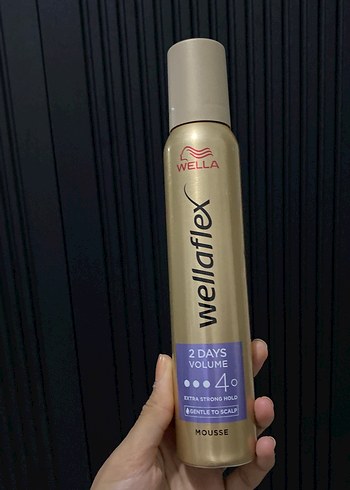 WELLA
wellaflex
2 DAYS
VOLUME
4
EXTRA STRONG HOLD
GENTLE TO SCALP
MOUSSE